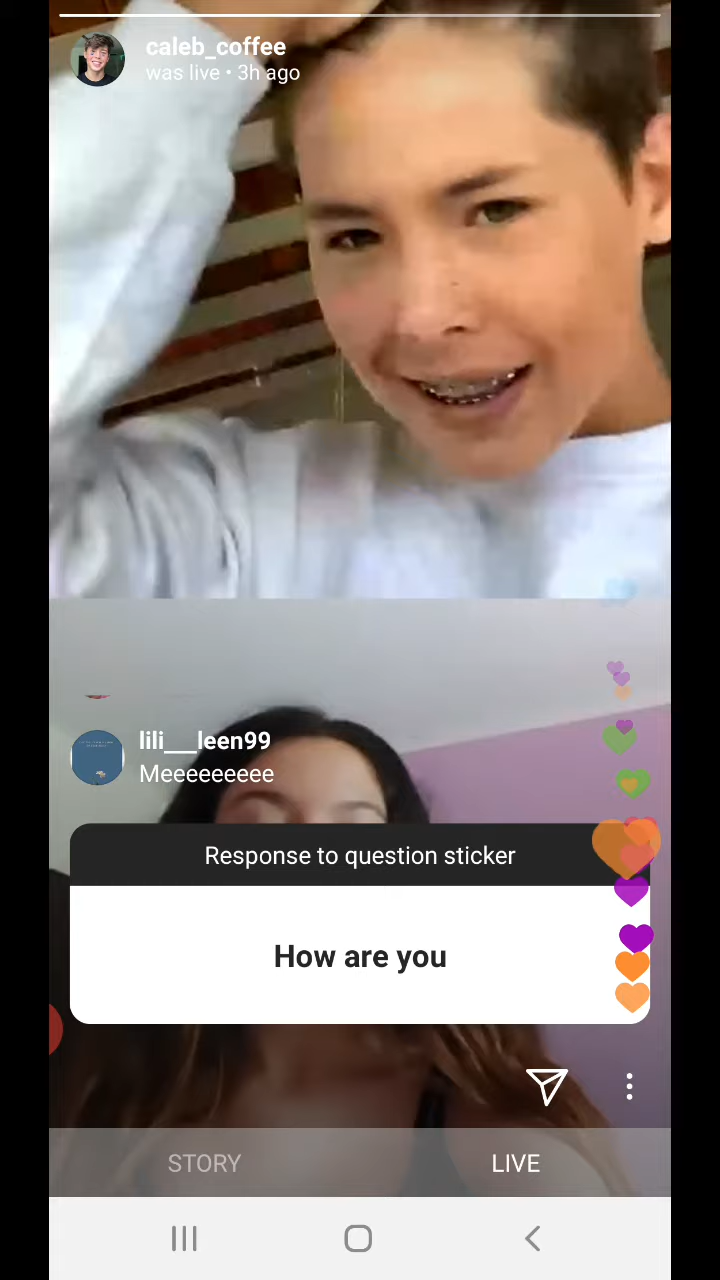 caleb_coffee
was live • 3h ago
lili___leen99
Meeeeeeeee
Response to question sticker
How are you
STORY
LIVE